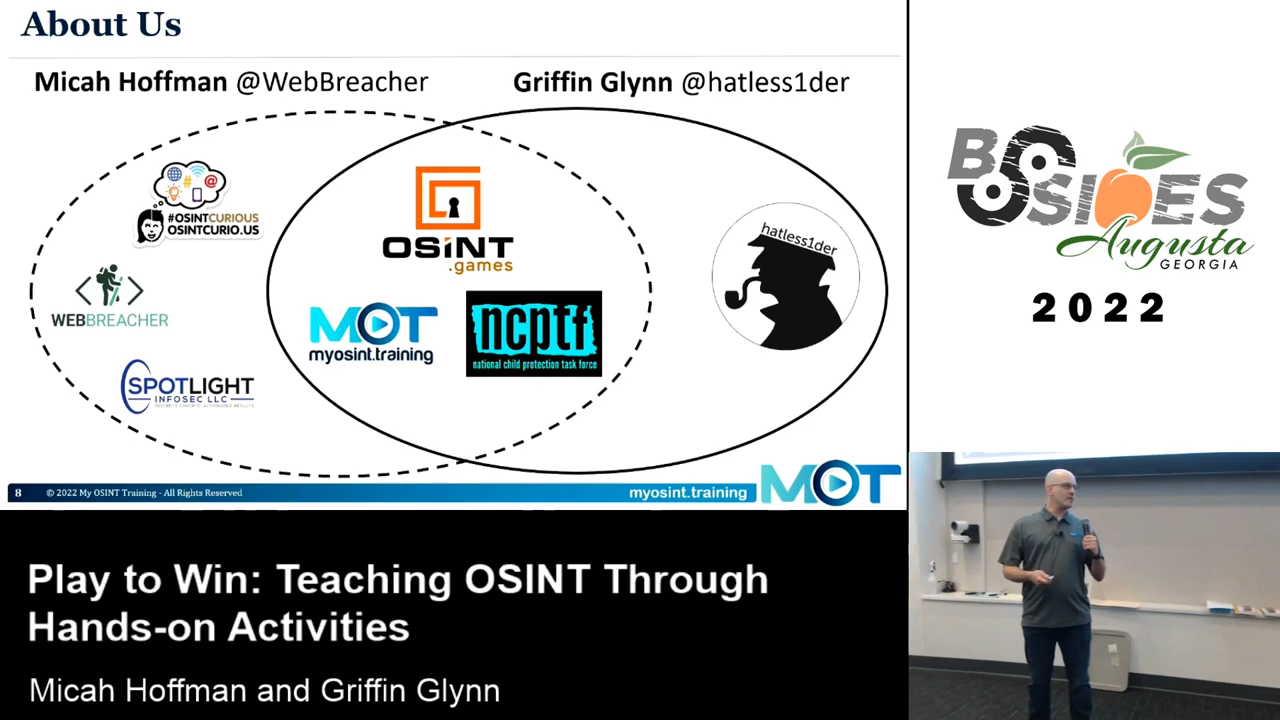 About Us
Micah Hoffman @WebBreacher
Griffin Glynn @hatless1der
#OSINTCURIOUS
OSINTCURIO.US
WEBBREACHER
SPOTLIGHT
INFOSEC LLC
OSINT
.games
MOT
myosint.training
ncptf
national child protection task force
hatless1der
8
© 2022 My OSINT Training - All Rights Reserved
myosint.training
MOT
BSIDES
Augusta
GEORGIA
2022
Play to Win: Teaching OSINT Through
Hands-on Activities
Micah Hoffman and Griffin Glynn